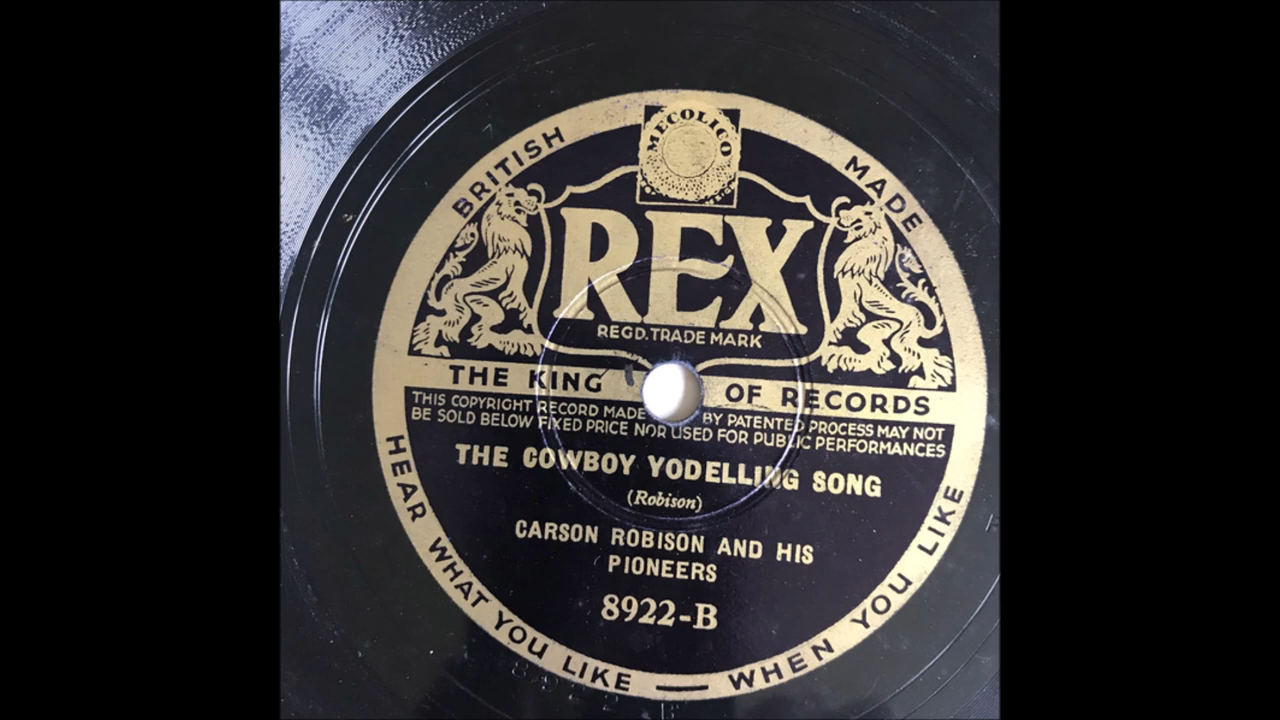 MECOLICO
BRITISH MADE
REX
REGD. TRADE MARK
THE KING OF RECORDS
THIS COPYRIGHT RECORD MADE BY PATENTED PROCESS MAY NOT
BE SOLD BELOW FIXED PRICE NOR USED FOR PUBLIC PERFORMANCES
THE COWBOY YODELLING SONG
(Robison)
CARSON ROBISON AND HIS
PIONEERS
8922-B
HEAR WHAT YOU LIKE — WHEN YOU LIKE